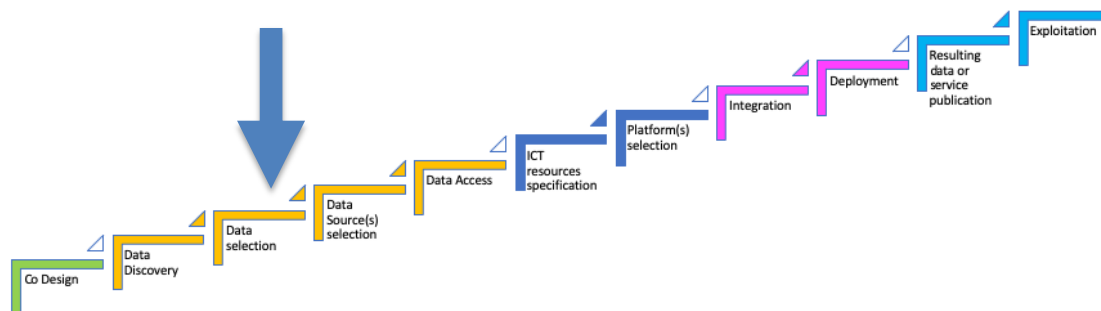 Co Design
Data
Discovery
Data
selection
Data
Source(s)
selection
Data Access
ICT
resources
specification
Platform(s)
selection
Integration
Deployment
Resulting
data or
service
publication
Exploitation